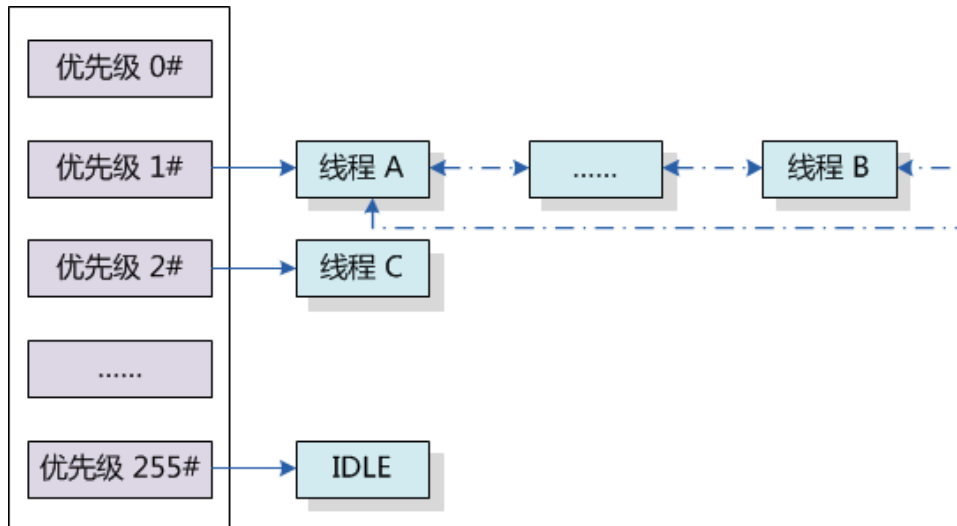 优先级 0#
优先级 1#
线程 A
......
线程 B
优先级 2#
线程 C
......
优先级 255#
IDLE